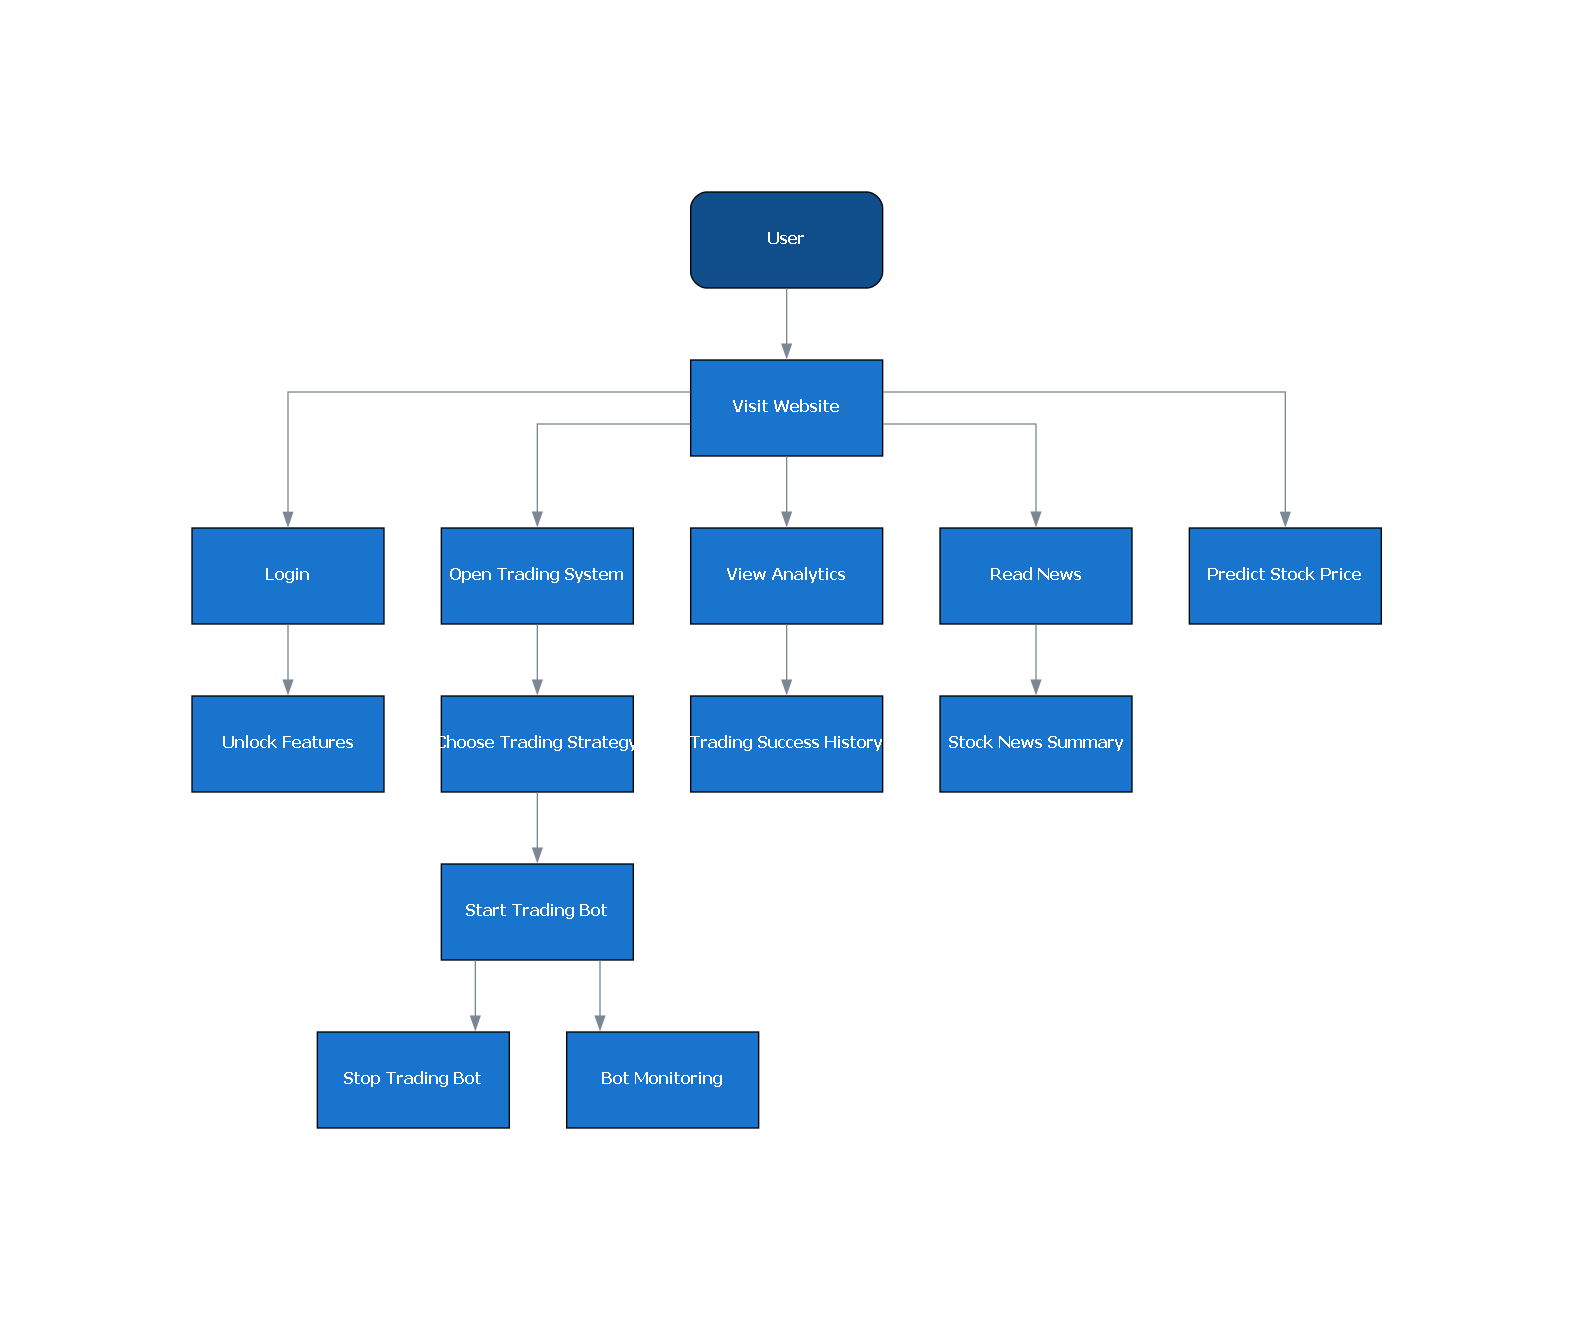 User
Visit Website
Login
Open Trading System
View Analytics
Read News
Predict Stock Price
Unlock Features
Choose Trading Strategy
Trading Success History
Stock News Summary
Start Trading Bot
Stop Trading Bot
Bot Monitoring